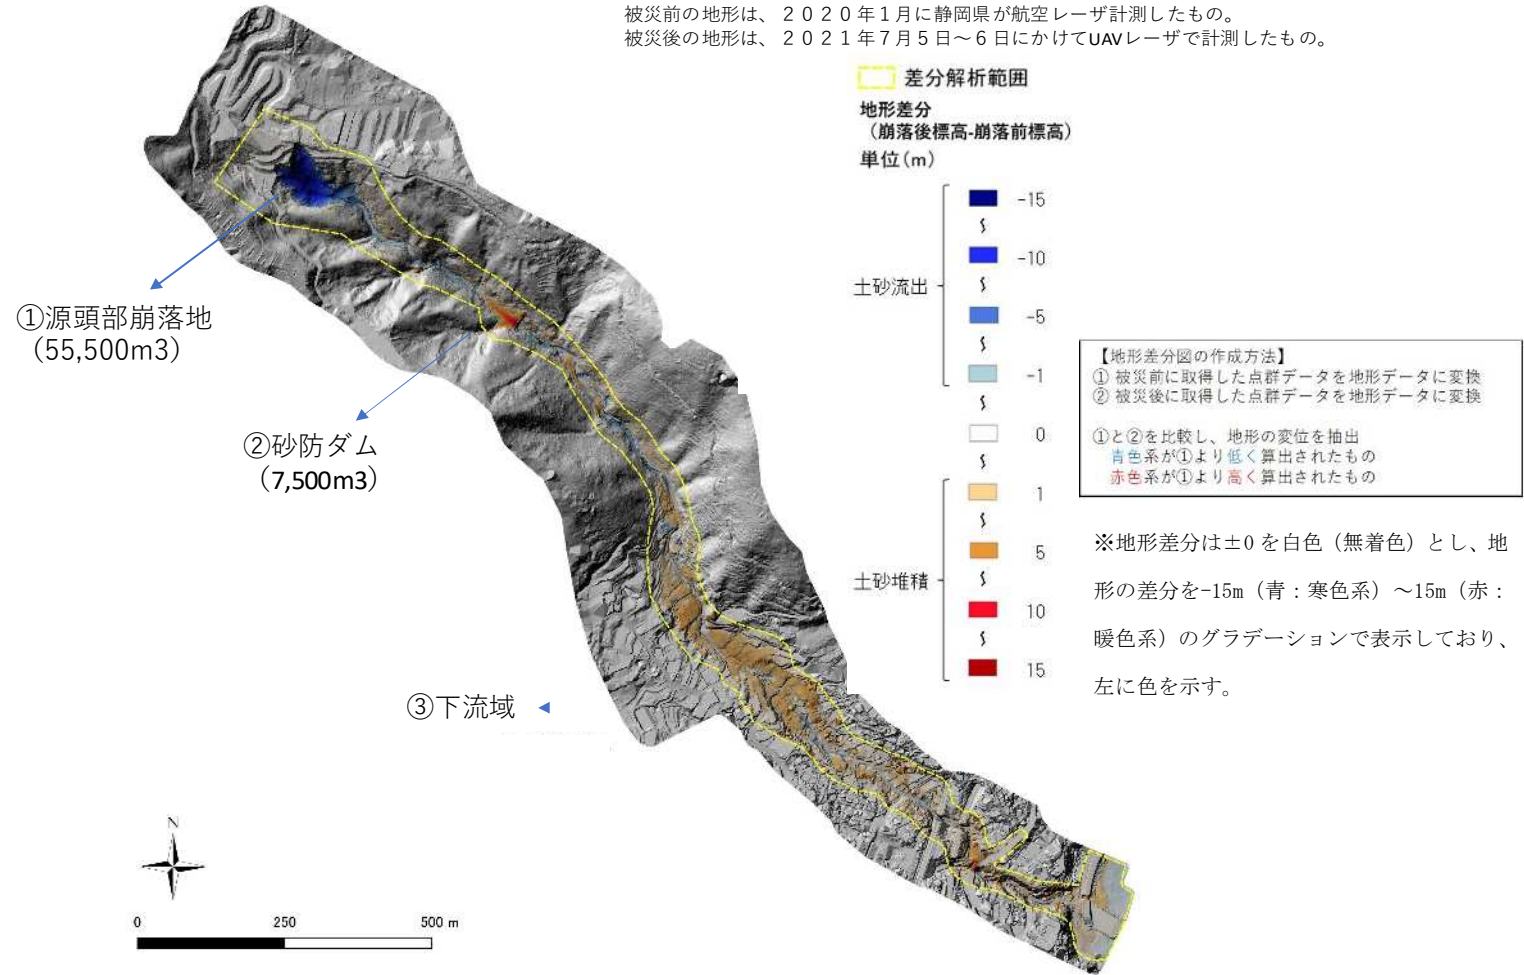 被災前の地形は、２０２０年１月に静岡県が航空レーザ計測したもの。
被災後の地形は、２０２１年７月５日～６日にかけてUAVレーザで計測したもの。
差分解析範囲
地形差分
（崩落後標高-崩落前標高）
単位(m)
土砂流出
-15
-10
-5
-1
0
土砂堆積
1
5
10
15
①源頭部崩落地
（55,500m3）
②砂防ダム
（7,500m3）
③下流域
【地形差分図の作成方法】
① 被災前に取得した点群データを地形データに変換
② 被災後に取得した点群データを地形データに変換
①と②を比較し、地形の変位を抽出
青色系が①より低く算出されたもの
赤色系が①より高く算出されたもの
※地形差分は±0 を白色（無着色）とし、地
形の差分を-15m（青：寒色系）～15m（赤：
暖色系）のグラデーションで表示しており、
左に色を示す。
N
0 250 500 m